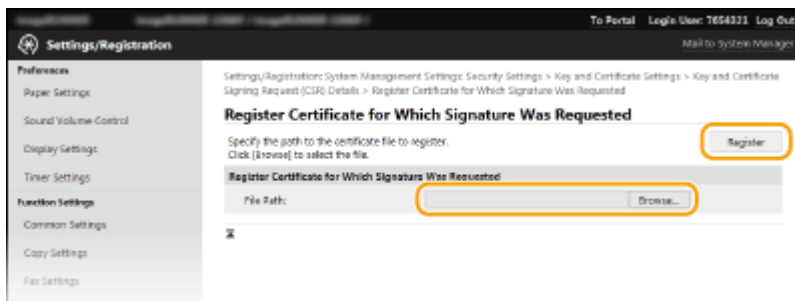 To Portal Login User: 7654321 Log Out
Settings/Registration
Mail to System Manager
Preferences
Paper Settings
Sound Volume Control
Display Settings
Timer Settings
Function Settings
Common Settings
Copy Settings
Fax Settings
Settings/Registration: System Management Settings: Security Settings > Key and Certificate Settings > Key and Certificate
Signing Request (CSR) Details > Register Certificate for Which Signature Was Requested
Register Certificate for Which Signature Was Requested
Specify the path to the certificate file to register.
Click [Browse] to select the file.
Register
Register Certificate for Which Signature Was Requested
File Path:
Browse...